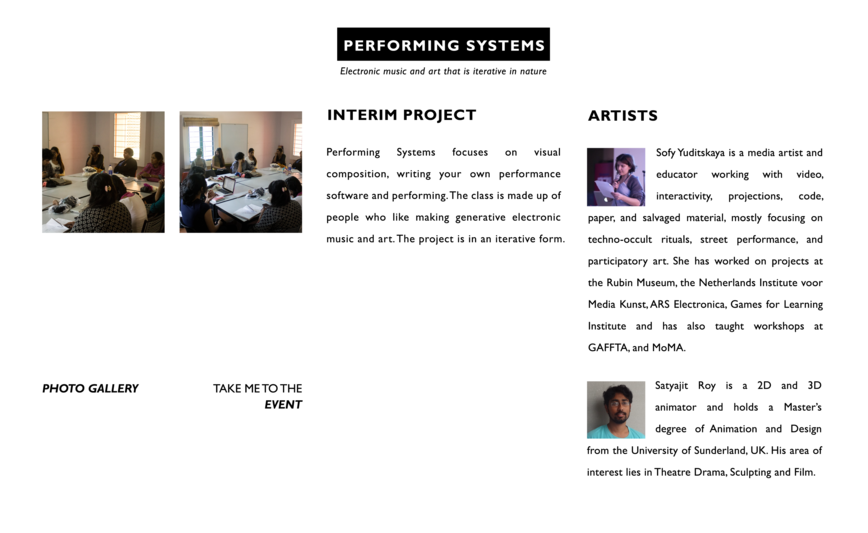 PERFORMING SYSTEMS
Electronic music and art that is iterative in nature
INTERIM PROJECT
Performing Systems focuses on visual
composition, writing your own performance
software and performing. The class is made up of
people who like making generative electronic
music and art. The project is in an iterative form.
ARTISTS
Sofy Yuditskaya is a media artist and
educator working with video,
interactivity, projections, code,
paper, and salvaged material, mostly focusing on
techno-occult rituals, street performance, and
participatory art. She has worked on projects at
the Rubin Museum, the Netherlands Institute voor
Media Kunst, ARS Electronica, Games for Learning
Institute and has also taught workshops at
GAFFTA, and MoMA.
Satyajit Roy is a 2D and 3D
animator and holds a Master's
degree of Animation and Design
from the University of Sunderland, UK. His area of
interest lies in Theatre Drama, Sculpting and Film.
PHOTO GALLERY
TAKE ME TO THE
EVENT